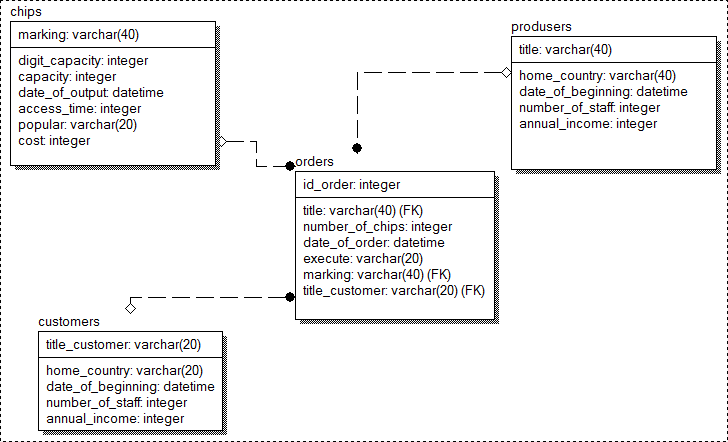 chips
marking: varchar(40)
digit_capacity: integer
capacity: integer
date_of_output: datetime
access_time: integer
popular: varchar(20)
cost: integer
produsers
title: varchar(40)
home_country: varchar(40)
date_of_beginning: datetime
number_of_staff: integer
annual_income: integer
orders
id_order: integer
title: varchar(40) (FK)
number_of_chips: integer
date_of_order: datetime
execute: varchar(20)
marking: varchar(40) (FK)
title_customer: varchar(20) (FK)
customers
title_customer: varchar(20)
home_country: varchar(20)
date_of_beginning: datetime
number_of_staff: integer
annual_income: integer